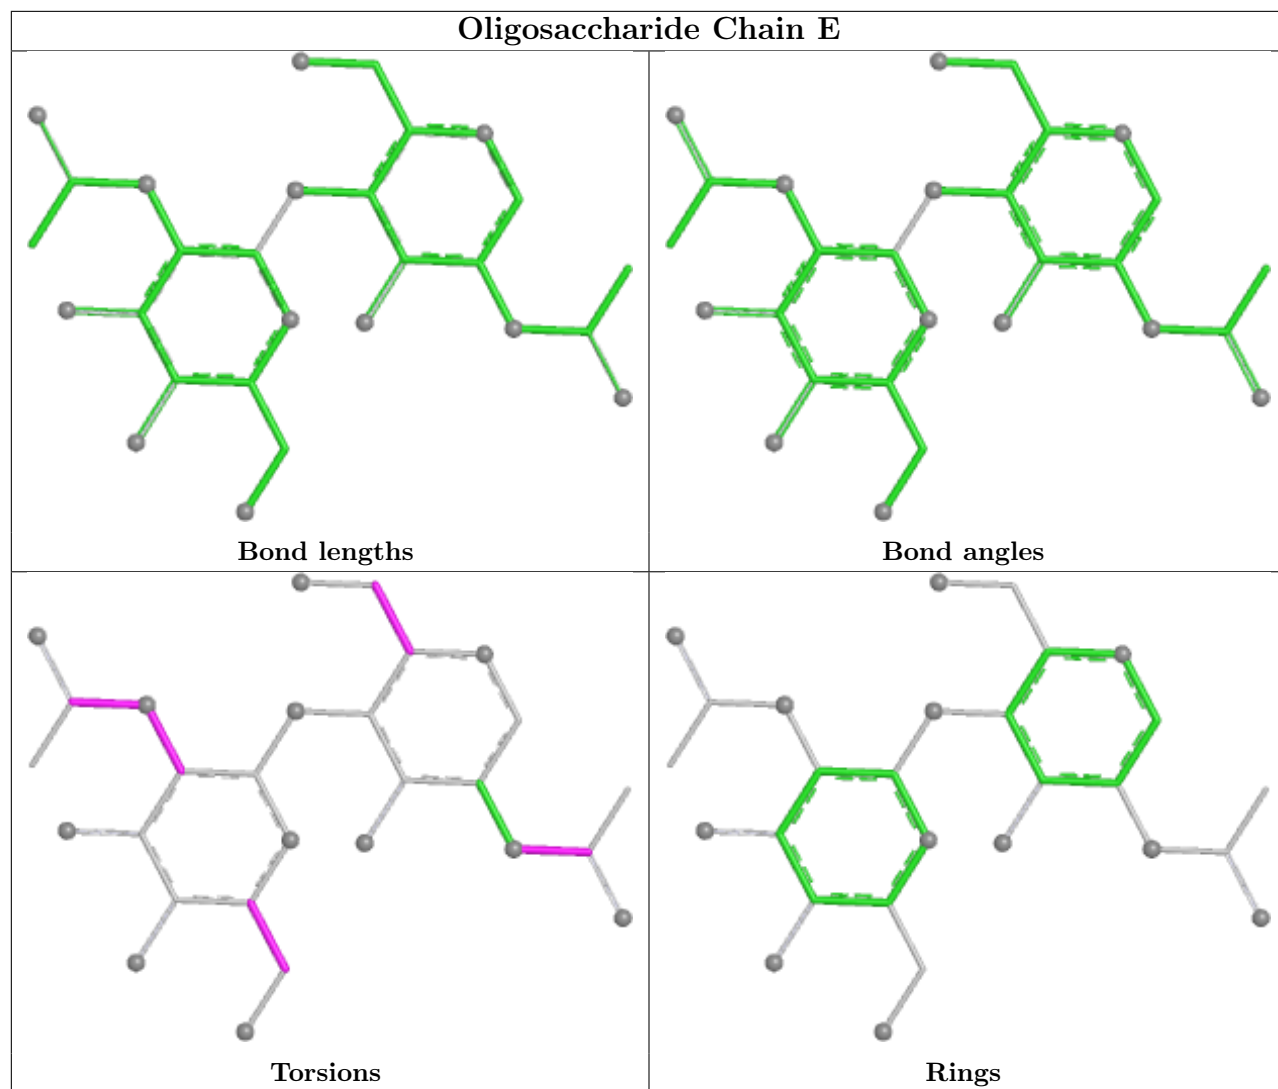 Oligosaccharide Chain E
Bond lengths
Bond angles
Torsions
Rings